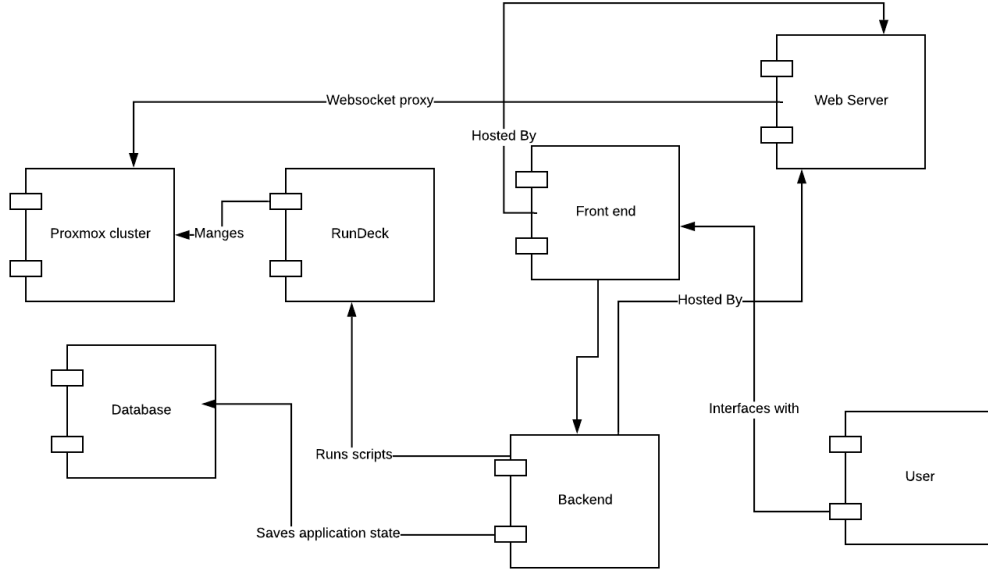 Web Server
Websocket proxy
Hosted By
Front end
Proxmox cluster
Manges
RunDeck
Hosted By
Database
Interfaces with
Runs scripts
User
Backend
Saves application state